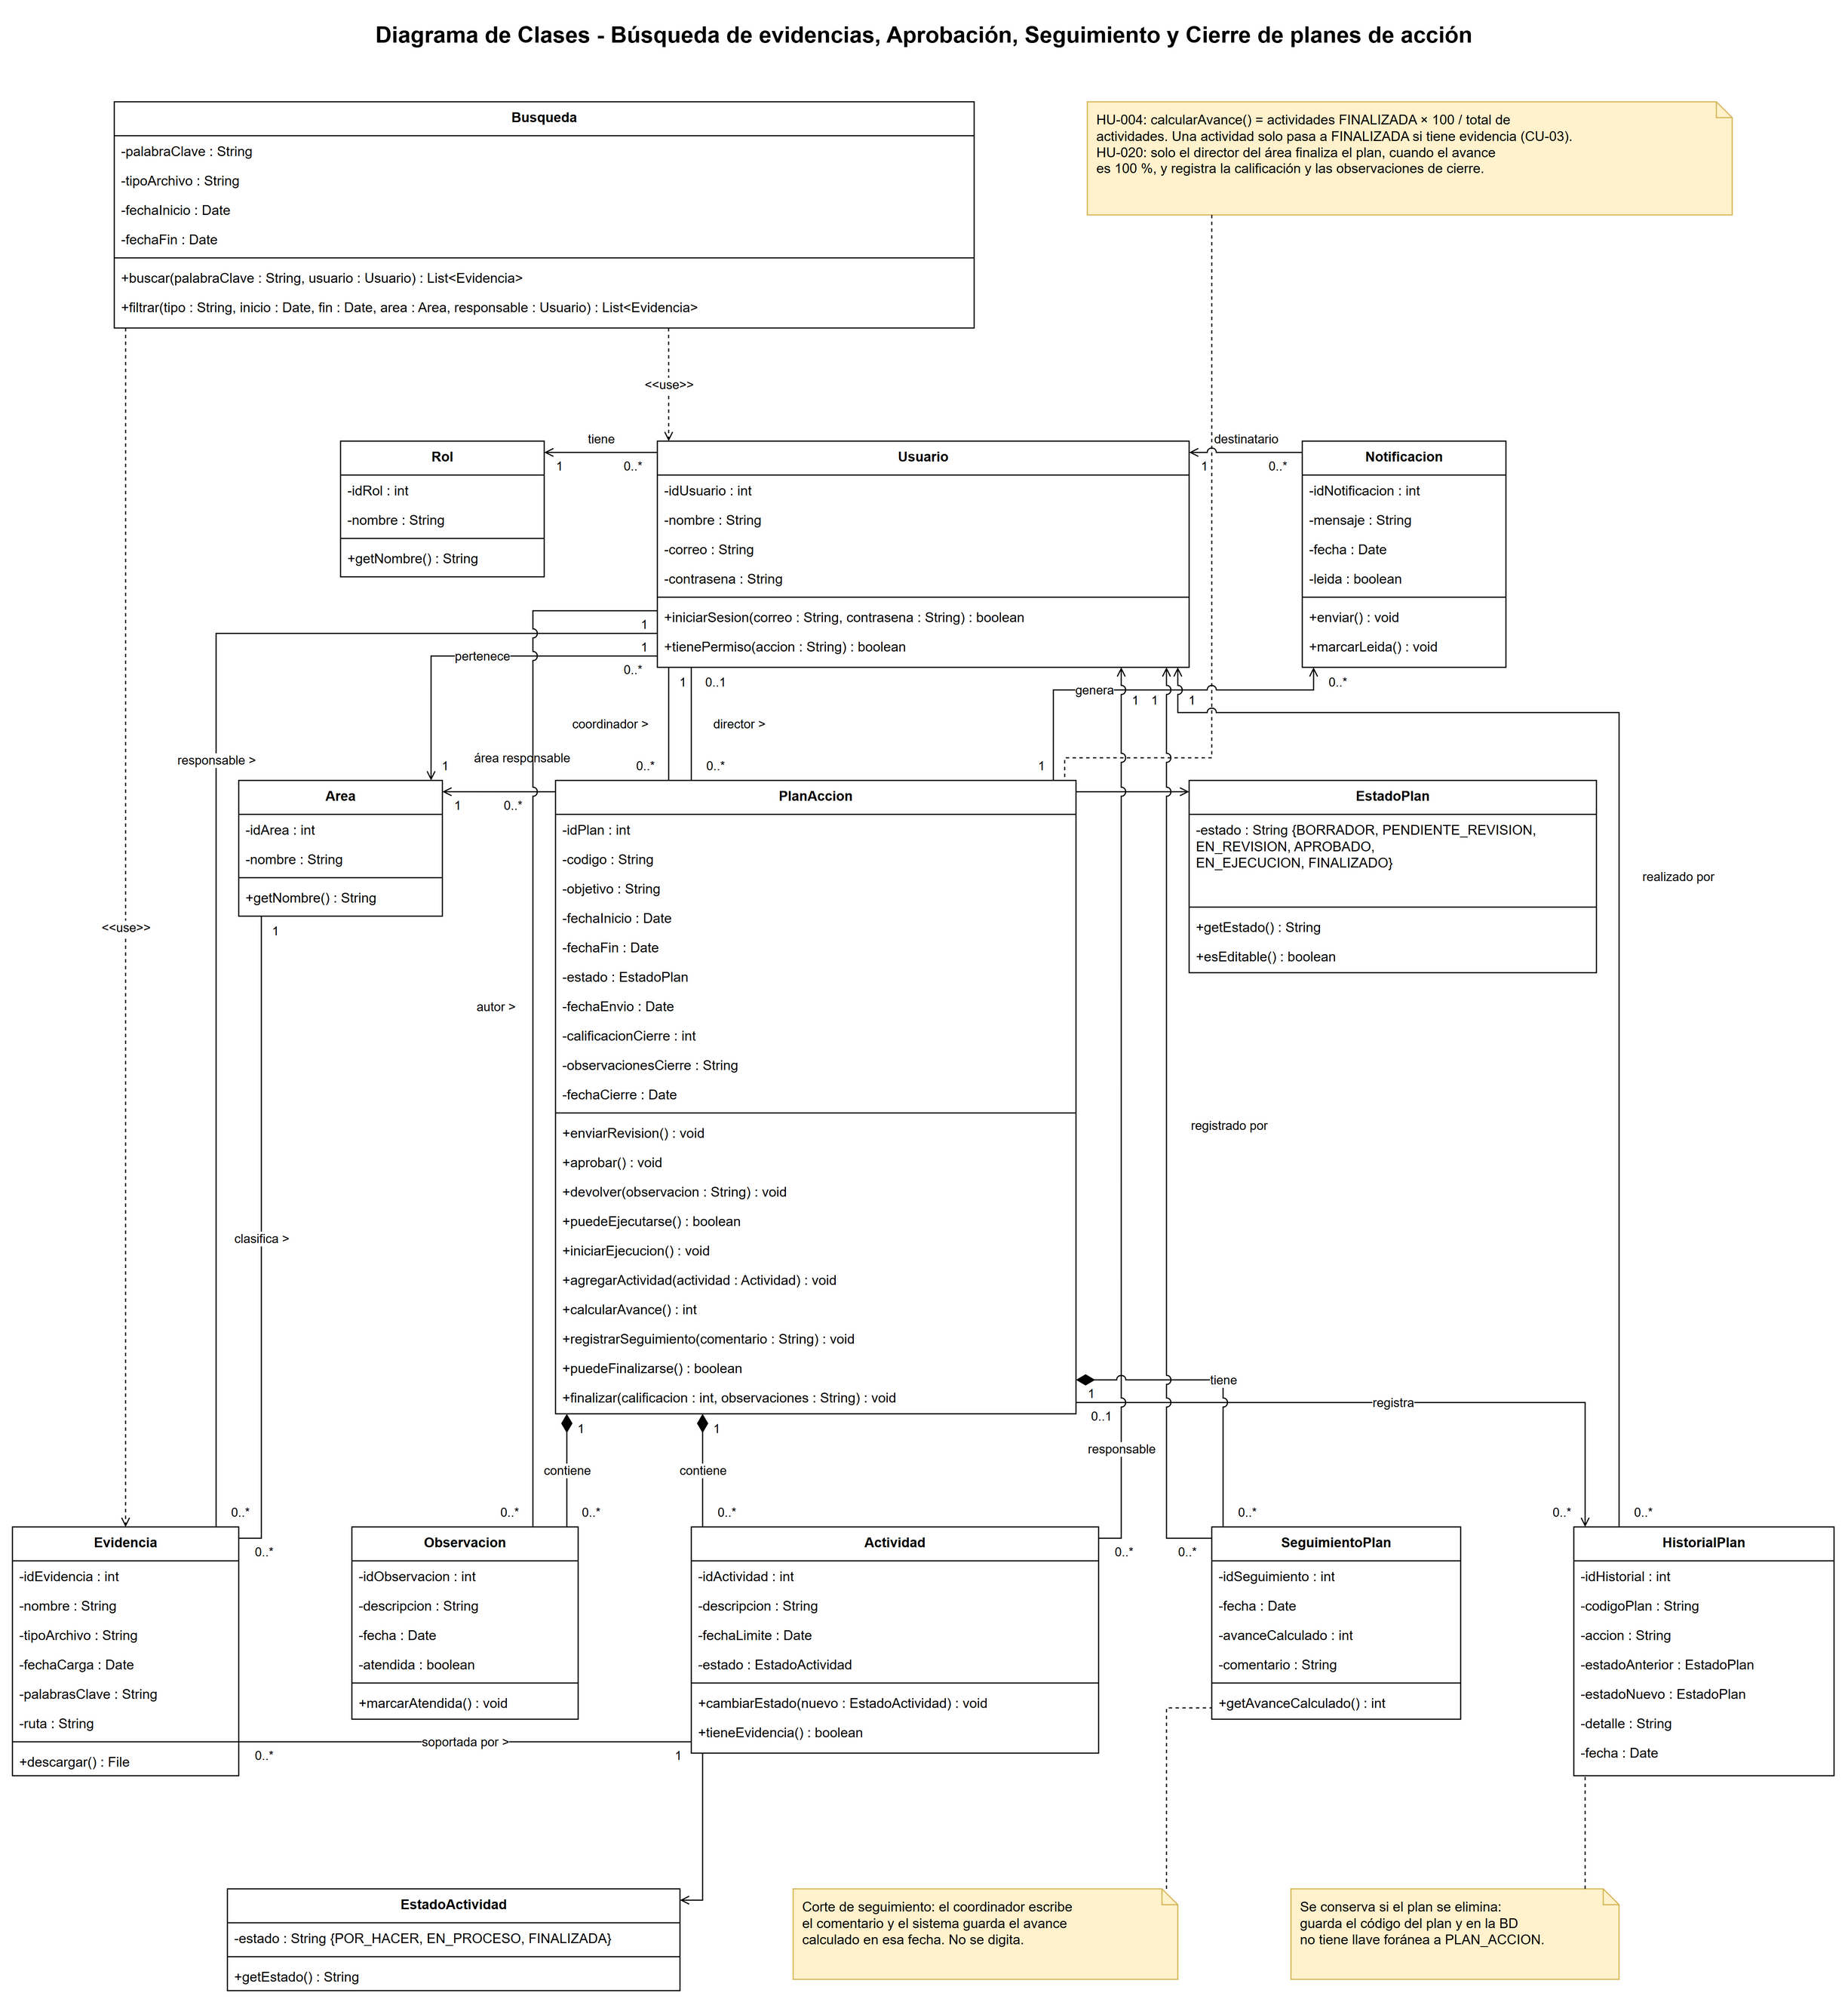 Diagrama de Clases - Búsqueda de evidencias, Aprobación, Seguimiento y Cierre de planes de acción
Busqueda
-palabraClave : String
-tipoArchivo : String
-fechaInicio : Date
-fechaFin : Date
+buscar(palabraClave : String, usuario : Usuario) : List<Evidencia>
+filtrar(tipo : String, inicio : Date, fin : Date, area : Area, responsable : Usuario) : List<Evidencia>
HU-004: calcularAvance() = actividades FINALIZADA × 100 / total de
actividades. Una actividad solo pasa a FINALIZADA si tiene evidencia (CU-03).
HU-020: solo el director del área finaliza el plan, cuando el avance
es 100 %, y registra la calificación y las observaciones de cierre.
<<use>>
Rol
-idRol : int
-nombre : String
+getNombre() : String
tiene
1
0..*
Usuario
-idUsuario : int
-nombre : String
-correo : String
-contrasena : String
+iniciarSesion(correo : String, contrasena : String) : boolean
+tienePermiso(accion : String) : boolean
destinatario
1
0..*
Notificacion
-idNotificacion : int
-mensaje : String
-fecha : Date
-leida : boolean
+enviar() : void
+marcarLeida() : void
1
1
pertenece
0..*
1
0..1
genera
0..*
1
1
1
coordinador >
director >
responsable >
área responsable
1
0..*
0..*
1
1
0..*
Area
-idArea : int
-nombre : String
+getNombre() : String
1
<<use>>
autor >
clasifica >
PlanAccion
-idPlan : int
-codigo : String
-objetivo : String
-fechaInicio : Date
-fechaFin : Date
-estado : EstadoPlan
-fechaEnvio : Date
-calificacionCierre : int
-observacionesCierre : String
-fechaCierre : Date
+enviarRevision() : void
+aprobar() : void
+devolver(observacion : String) : void
+puedeEjecutarse() : boolean
+iniciarEjecucion() : void
+agregarActividad(actividad : Actividad) : void
+calcularAvance() : int
+registrarSeguimiento(comentario : String) : void
+puedeFinalizarse() : boolean
+finalizar(calificacion : int, observaciones : String) : void
EstadoPlan
-estado : String {BORRADOR, PENDIENTE_REVISION,
EN_REVISION, APROBADO,
EN_EJECUCION, FINALIZADO}
+getEstado() : String
+esEditable() : boolean
realizado por
registrado por
tiene
1
registra
0..1
1
1
responsable
contiene
contiene
0..*
0..*
0..*
0..*
0..*
0..*
0..*
Evidencia
-idEvidencia : int
-nombre : String
-tipoArchivo : String
-fechaCarga : Date
-palabrasClave : String
-ruta : String
+descargar() : File
0..*
Observacion
-idObservacion : int
-descripcion : String
-fecha : Date
-atendida : boolean
+marcarAtendida() : void
soportada por >
0..*
1
Actividad
-idActividad : int
-descripcion : String
-fechaLimite : Date
-estado : EstadoActividad
+cambiarEstado(nuevo : EstadoActividad) : void
+tieneEvidencia() : boolean
0..*
0..*
SeguimientoPlan
-idSeguimiento : int
-fecha : Date
-avanceCalculado : int
-comentario : String
+getAvanceCalculado() : int
HistorialPlan
-idHistorial : int
-codigoPlan : String
-accion : String
-estadoAnterior : EstadoPlan
-estadoNuevo : EstadoPlan
-detalle : String
-fecha : Date
EstadoActividad
-estado : String {POR_HACER, EN_PROCESO, FINALIZADA}
+getEstado() : String
Corte de seguimiento: el coordinador escribe
el comentario y el sistema guarda el avance
calculado en esa fecha. No se digita.
Se conserva si el plan se elimina:
guarda el código del plan y en la BD
no tiene llave foránea a PLAN_ACCION.